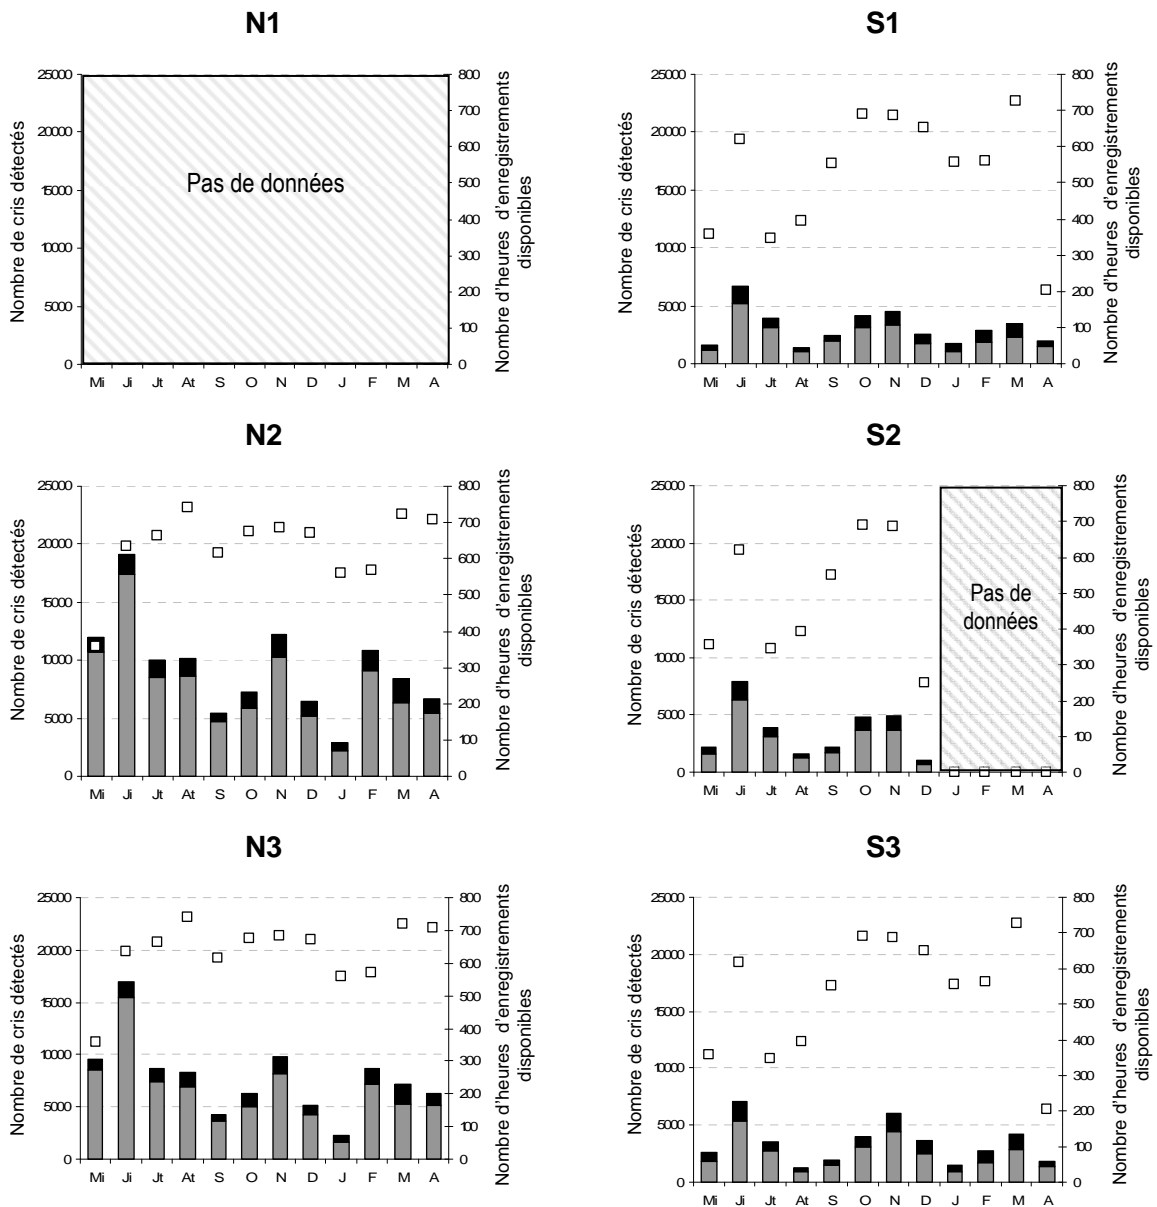 N1
Nombre de cris détectés
25000
20000
15000
10000
5000
0
Pas de données
800
700
600
500
400
300
200
100
0
Nombre d'heures d'enregistrements
disponibles
Mi Ji Jt At S O N D J F M A
S1
Nombre de cris détectés
25000
20000
15000
10000
5000
0
800
700
600
500
400
300
200
100
0
Nombre d'heures d'enregistrements
disponibles
Mi Ji Jt At S O N D J F M A
N2
Nombre de cris détectés
25000
20000
15000
10000
5000
0
800
700
600
500
400
300
200
100
0
Nombre d'heures d'enregistrements
disponibles
Mi Ji Jt At S O N D J F M A
S2
Nombre de cris détectés
25000
20000
15000
10000
5000
0
Pas de
données
800
700
600
500
400
300
200
100
0
Nombre d'heures d'enregistrements
disponibles
Mi Ji Jt At S O N D J F M A
N3
Nombre de cris détectés
25000
20000
15000
10000
5000
0
800
700
600
500
400
300
200
100
0
Nombre d'heures d'enregistrements
disponibles
Mi Ji Jt At S O N D J F M A
S3
Nombre de cris détectés
25000
20000
15000
10000
5000
0
800
700
600
500
400
300
200
100
0
Nombre d'heures d'enregistrements
disponibles
Mi Ji Jt At S O N D J F M A